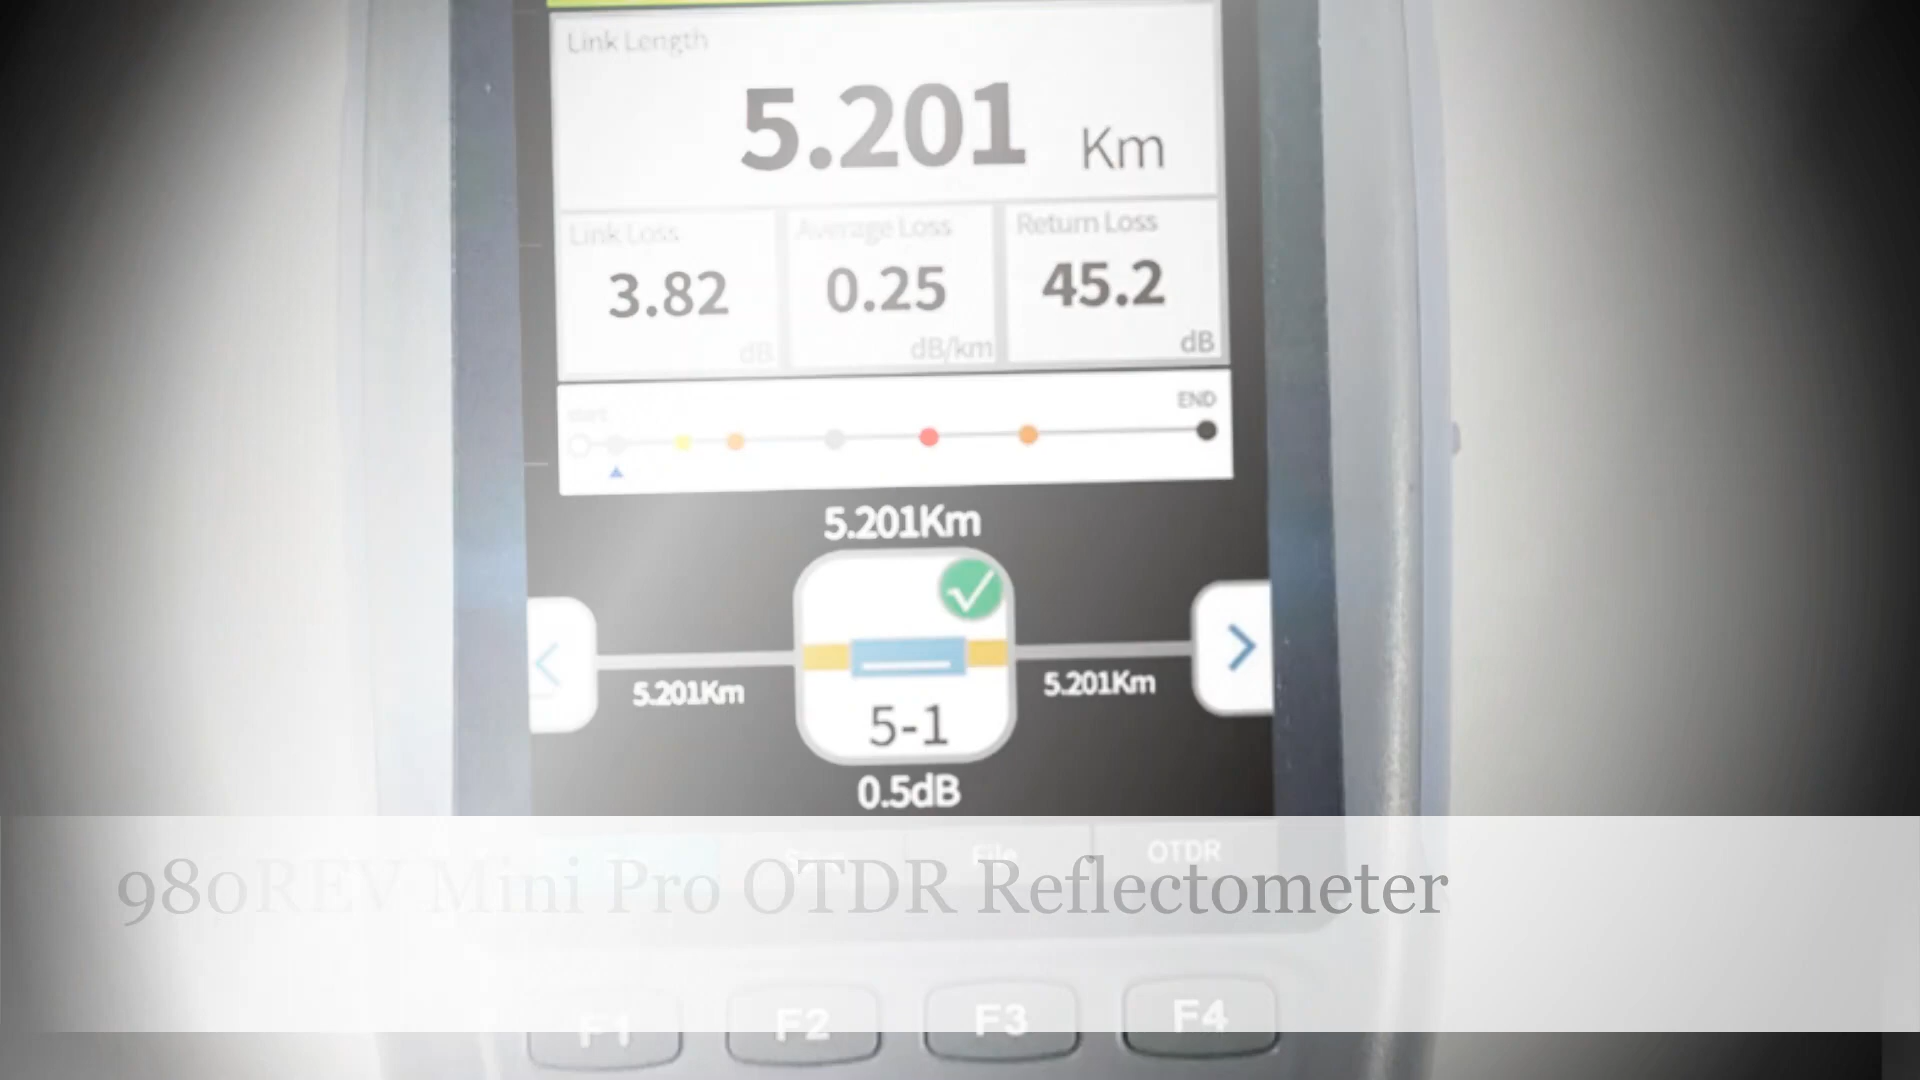 Link Length
5.201 Km
Link Loss Average Loss Return Loss
3.82 0.25 45.2
dB dB/km dB
start END
5.201Km
5.201Km 5.201Km
5-1
0.5dB
File OTDR
980REV Mini Pro OTDR Reflectometer
F1 F2 F3 F4